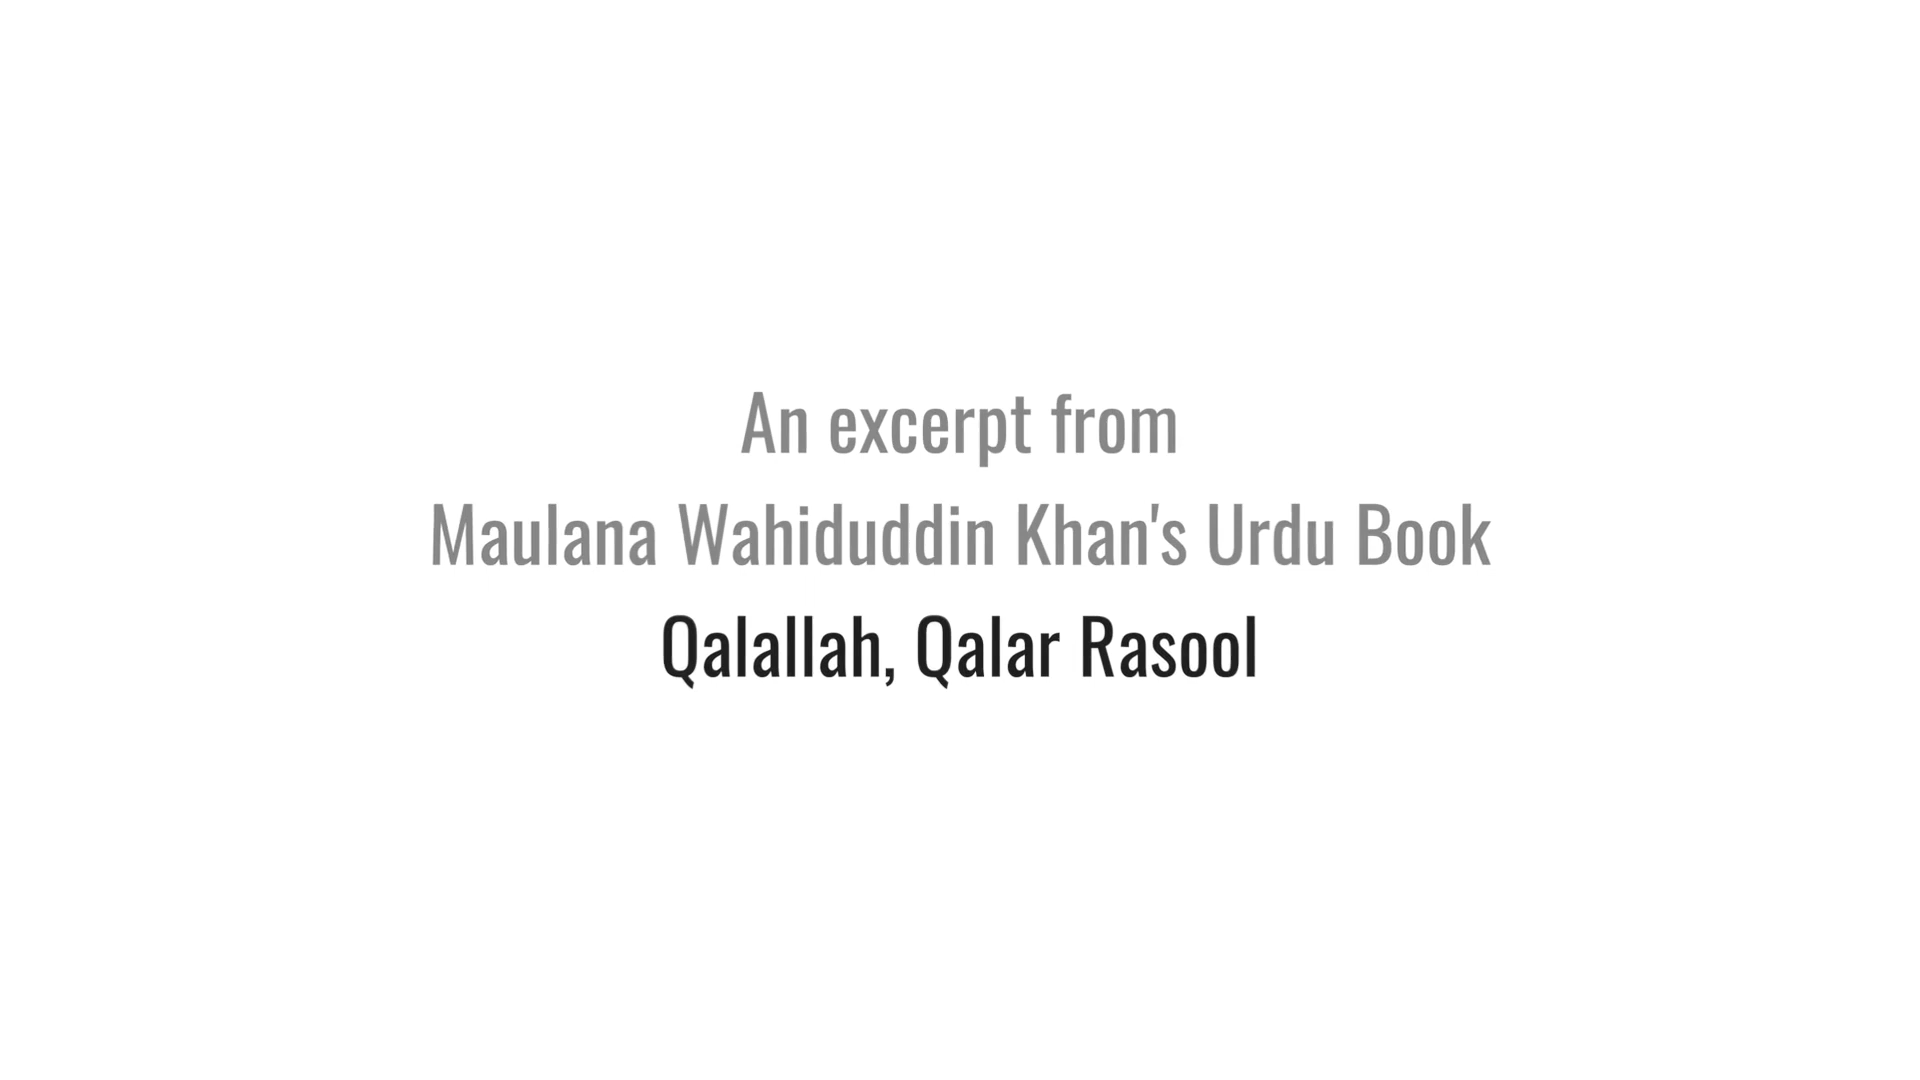 An excerpt from
Maulana Wahiduddin Khan's Urdu Book
Qalallah, Qalar Rasool